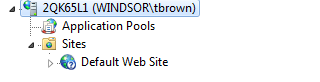 2QK65L1 (WINDSOR\tbrown)
Application Pools
Sites
Default Web Site